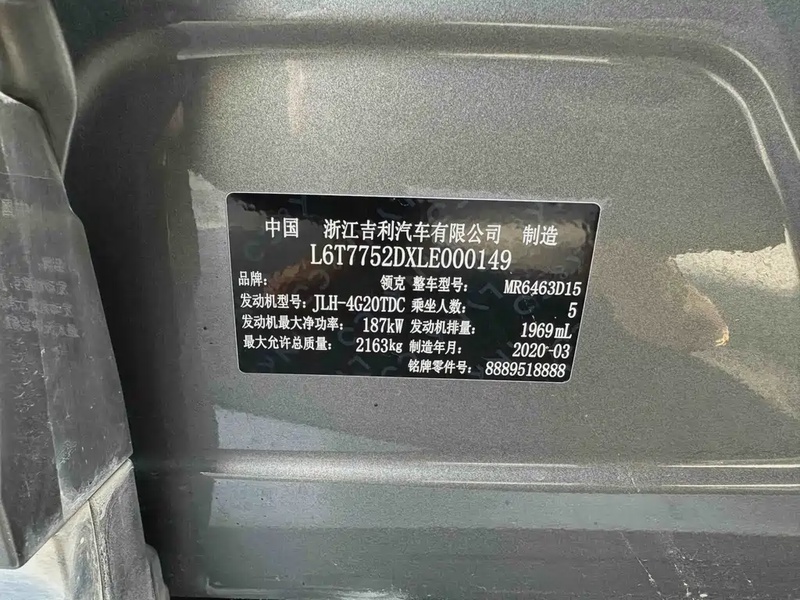 中国 浙江吉利汽车有限公司 制造
L6T7752DXLE000149
品牌: 领克 整车型号: MR6463D15
发动机型号: JLH-4G20TDC 乘坐人数: 5
发动机最大净功率: 187kW 发动机排量: 1969mL
最大允许总质量: 2163kg 制造年月: 2020-03
铭牌零件号: 8889518888